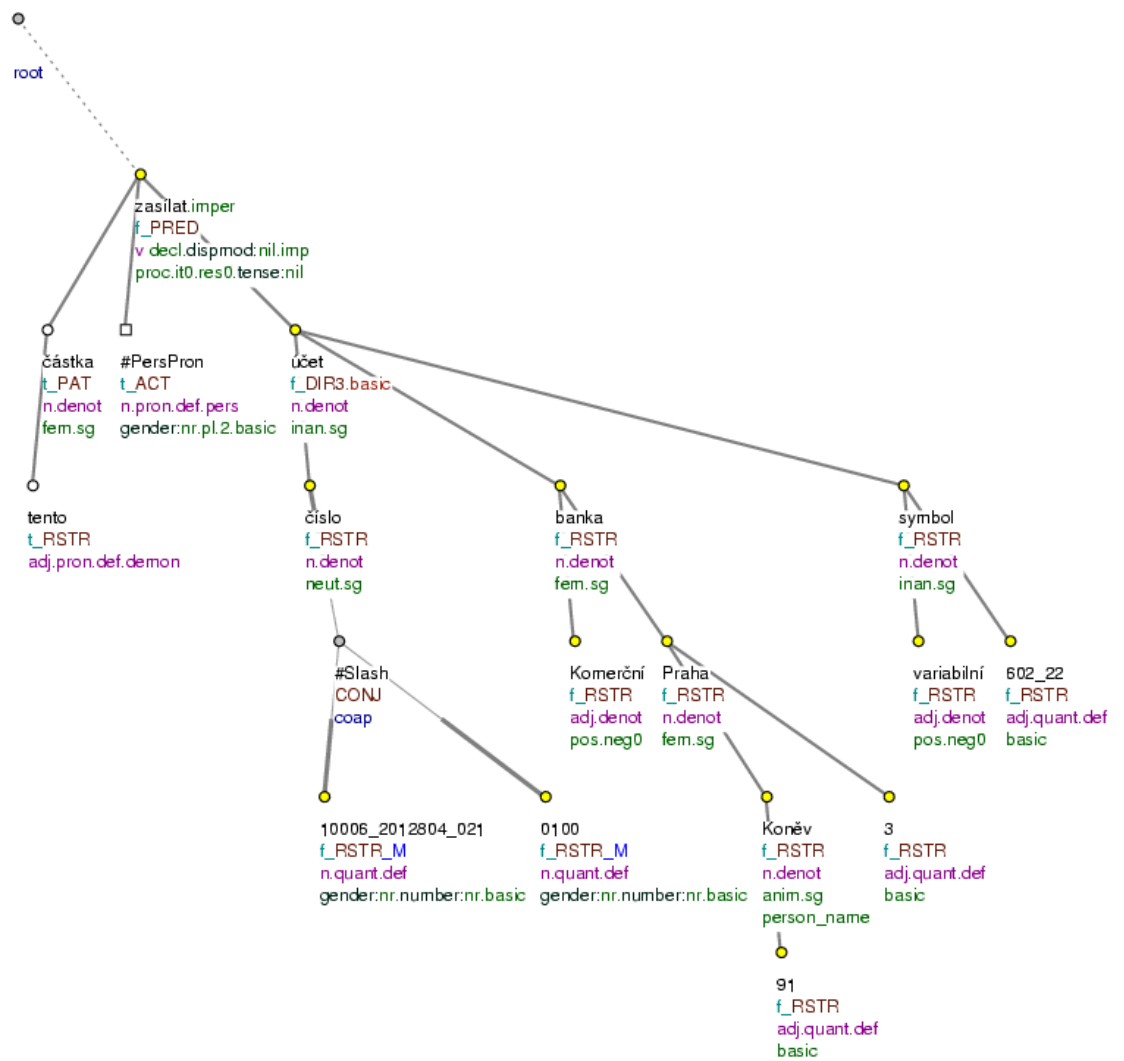 root
zasílat.imper
f_PRED
v decl.dispmod:nil.imp
proc.it0.res0.tense:nil
částka
t_PAT
n.denot
fem.sg
#PersPron
t_ACT
n.pron.def.pers
gender:nr.pl.2.basic
účet
f_DIR3.basic
n.denot
inan.sg
tento
t_RSTR
adj.pron.def.demon
číslo
f_RSTR
n.denot
neut.sg
banka
f_RSTR
n.denot
fem.sg
symbol
f_RSTR
n.denot
inan.sg
#Slash
CONJ
coap
Komerční
f_RSTR
adj.denot
pos.neg0
Praha
f_RSTR
n.denot
fem.sg
variabilní
f_RSTR
adj.denot
pos.neg0
602_22
f_RSTR
adj.quant.def
basic
10006_2012804_021
f_RSTR_M
n.quant.def
gender:nr.number:nr.basic
0100
f_RSTR_M
n.quant.def
gender:nr.number:nr.basic
Koněv
f_RSTR
n.denot
anim.sg
person_name
3
f_RSTR
adj.quant.def
basic
91
f_RSTR
adj.quant.def
basic